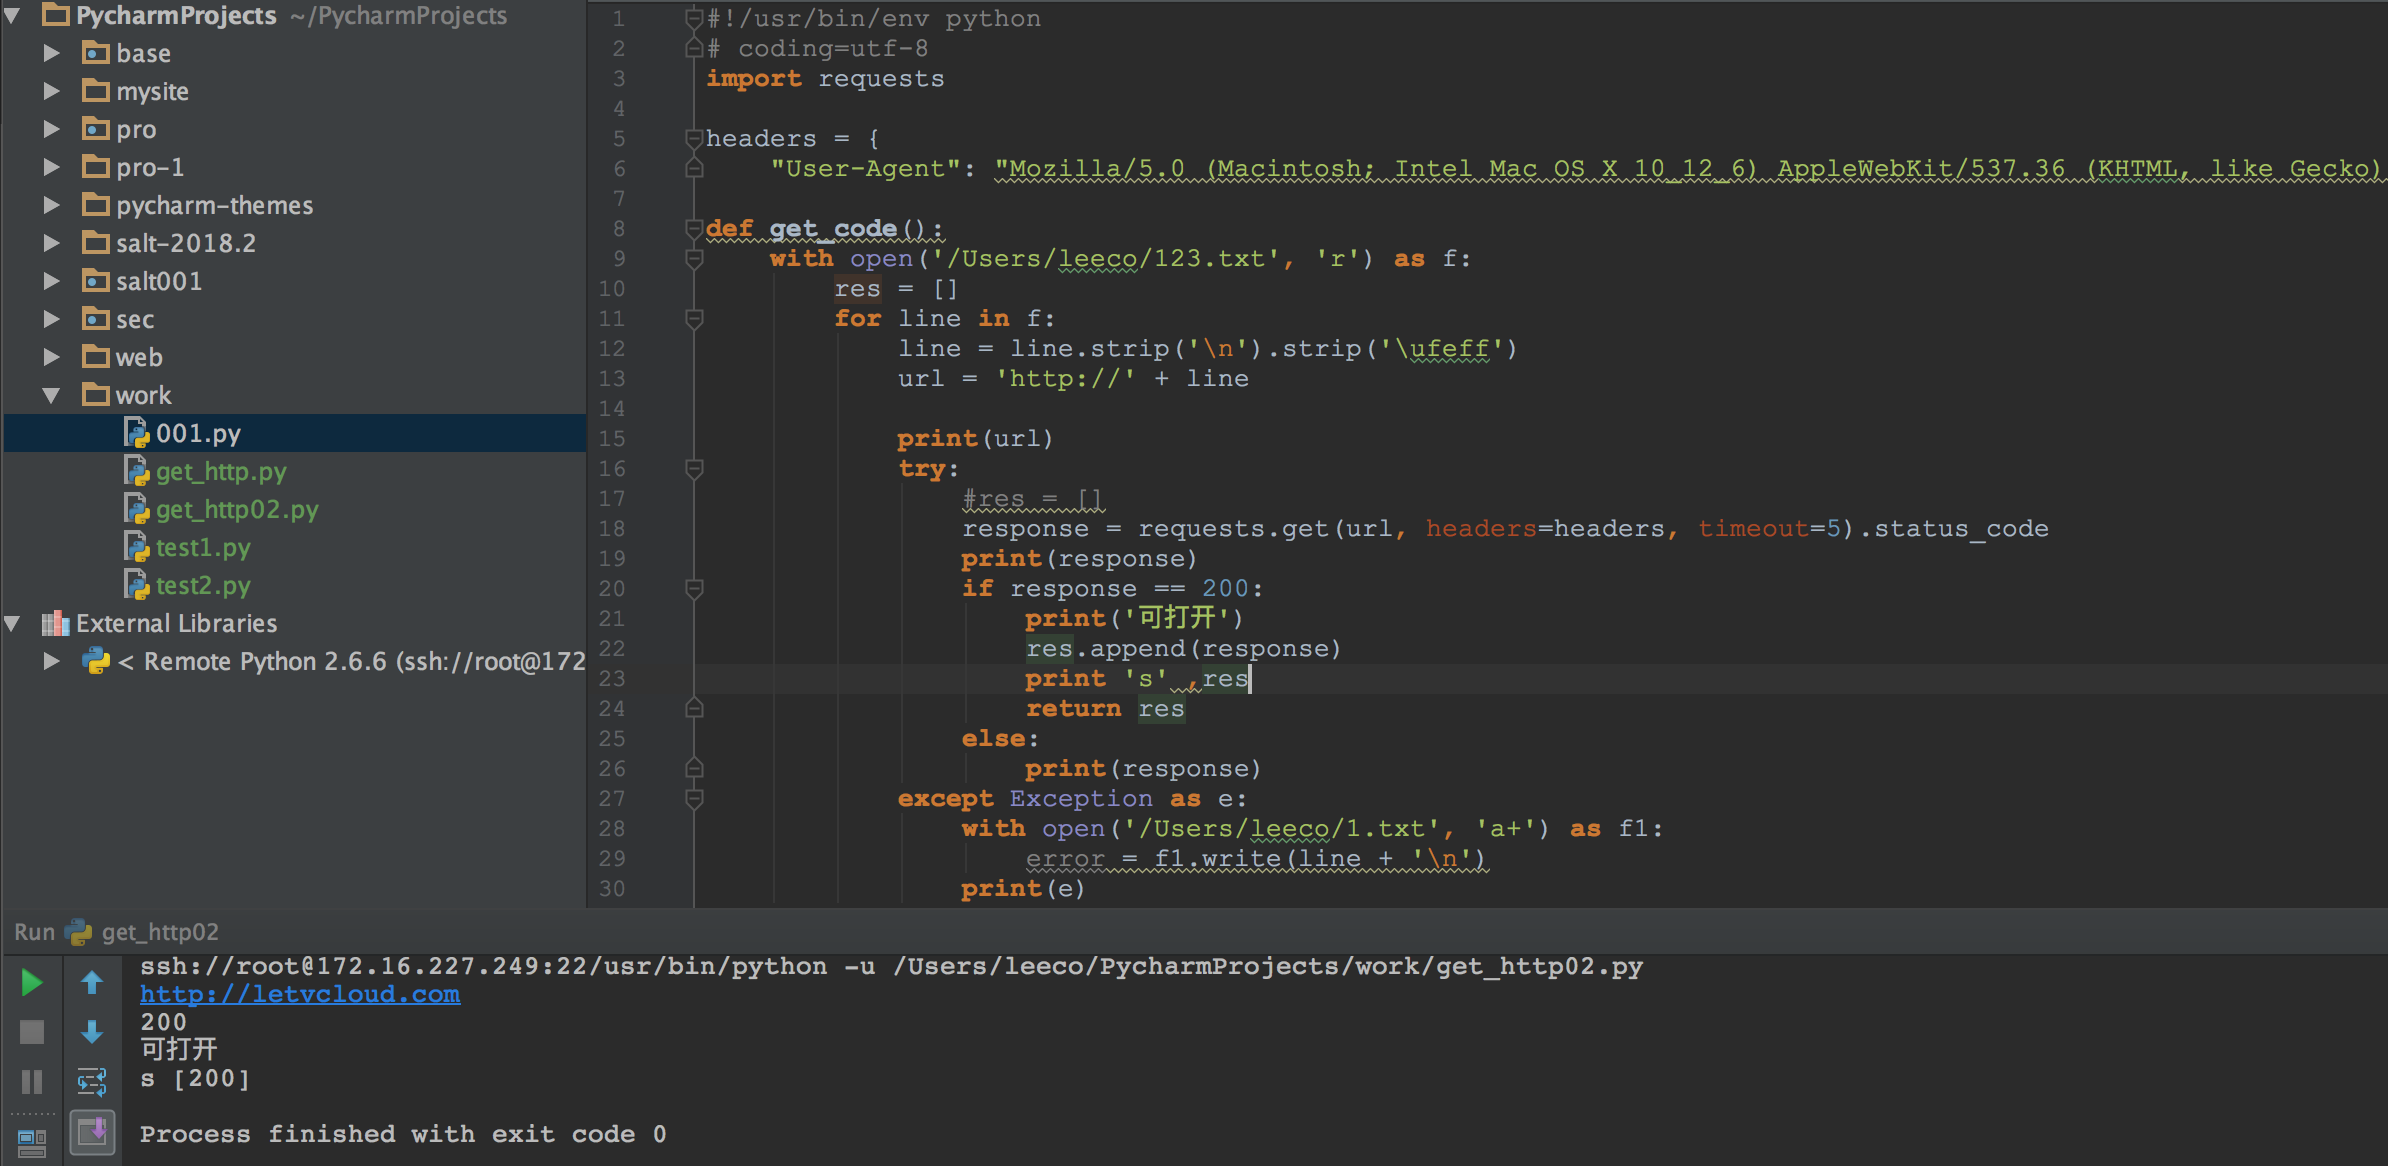 PycharmProjects ~/PycharmProjects
base
mysite
pro
pro-1
pycharm-themes
salt-2018.2
salt001
sec
web
work
001.py
get_http.py
get_http02.py
test1.py
test2.py
External Libraries
< Remote Python 2.6.6 (ssh://root@172
1 #!/usr/bin/env python
2 # coding=utf-8
3 import requests
4
5 headers = {
6 "User-Agent": "Mozilla/5.0 (Macintosh; Intel Mac OS X 10_12_6) AppleWebKit/537.36 (KHTML, like Gecko)
7
8 def get_code():
9 with open('/Users/leeco/123.txt', 'r') as f:
10 res = []
11 for line in f:
12 line = line.strip('\n').strip('\ufeff')
13 url = 'http://' + line
14
15 print(url)
16 try:
17 #res = []
18 response = requests.get(url, headers=headers, timeout=5).status_code
19 print(response)
20 if response == 200:
21 print('可打开')
22 res.append(response)
23 print 's' ,res
24 return res
25 else:
26 print(response)
27 except Exception as e:
28 with open('/Users/leeco/1.txt', 'a+') as f1:
29 error = f1.write(line + '\n')
30 print(e)
Run get_http02
ssh://root@172.16.227.249:22/usr/bin/python -u /Users/leeco/PycharmProjects/work/get_http02.py
http://letvcloud.com
200
可打开
s [200]
Process finished with exit code 0